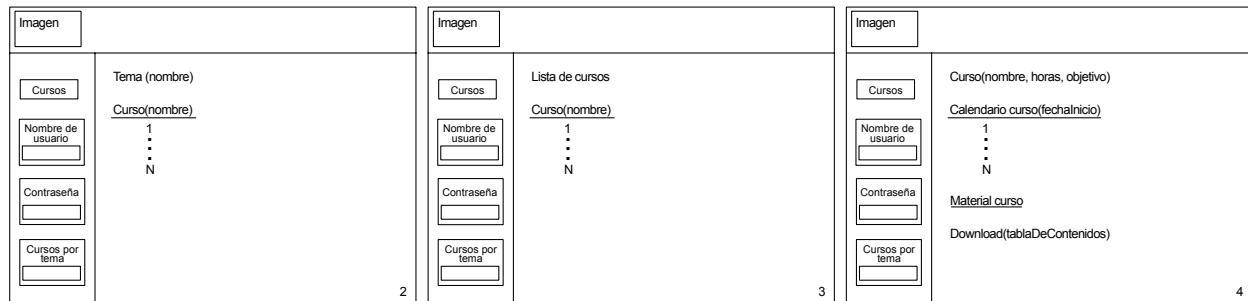 Imagen
Cursos
Nombre de
usuario
Contraseña
Cursos por
tema
Tema (nombre)
Curso(nombre)
1
N
2
Imagen
Cursos
Nombre de
usuario
Contraseña
Cursos por
tema
Lista de cursos
Curso(nombre)
1
N
3
Imagen
Cursos
Nombre de
usuario
Contraseña
Cursos por
tema
Curso(nombre, horas, objetivo)
Calendario curso(fechaInicio)
1
N
Material curso
Download(tablaDeContenidos)
4